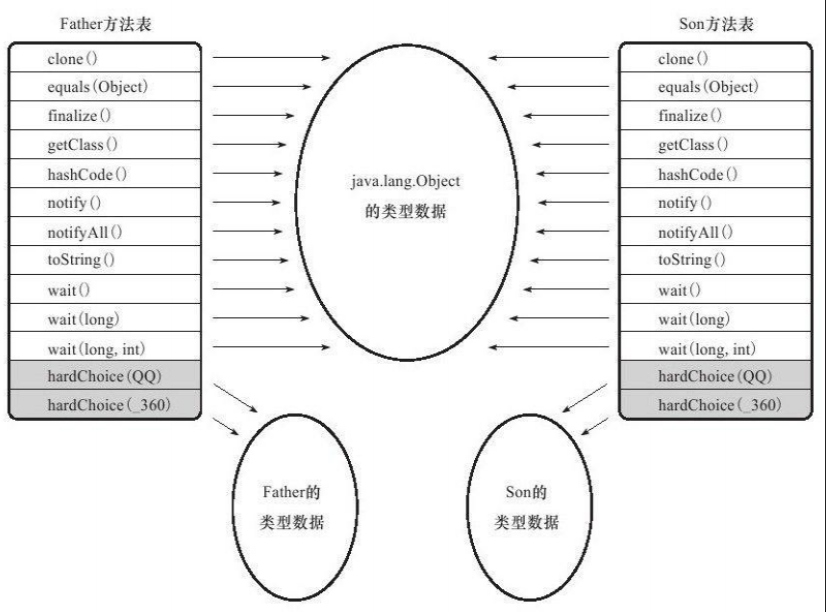 Father方法表
clone()
equals(Object)
finalize()
getClass()
hashCode()
notify()
notifyAll()
toString()
wait()
wait(long)
wait(long, int)
hardChoice(QQ)
hardChoice(_360)
java.lang.Object
的类型数据
Son方法表
clone()
equals(Object)
finalize()
getClass()
hashCode()
notify()
notifyAll()
toString()
wait()
wait(long)
wait(long, int)
hardChoice(QQ)
hardChoice(_360)
Father的
类型数据
Son的
类型数据